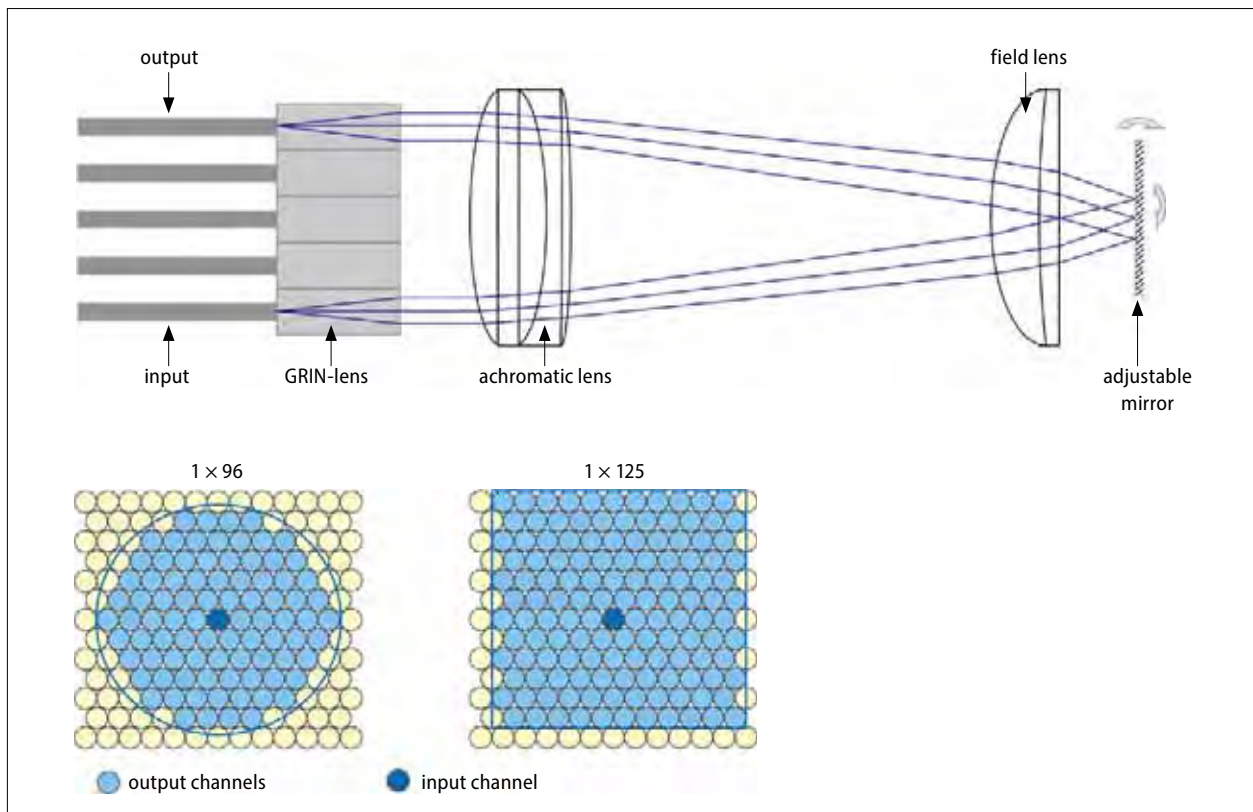 output
field lens
input
GRIN-lens
achromatic lens
adjustable
mirror
1 × 96
1 × 125
output channels
input channel